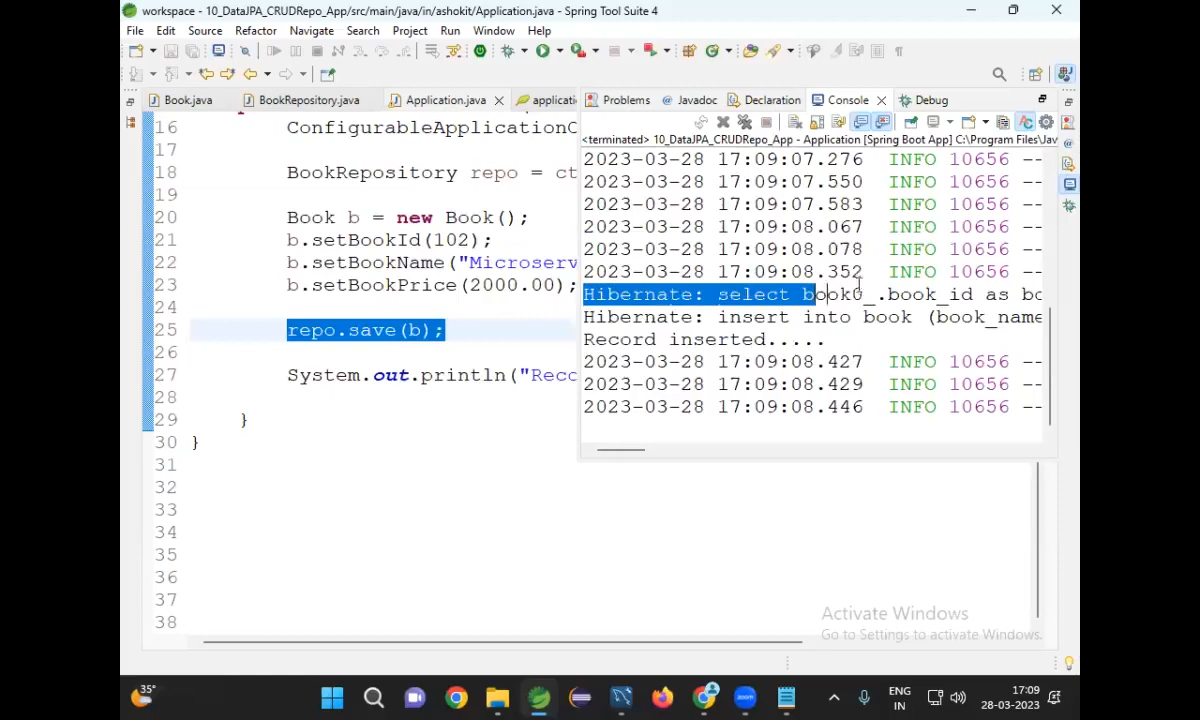 workspace - 10_DataJPA_CRUDRepo_App/src/main/java/in/ashokit/Application.java - Spring Tool Suite 4
File Edit Source Refactor Navigate Search Project Run Window Help
Book.java BookRepository.java Application.java applicati
Problems Javadoc Declaration Console Debug
<terminated> 10_DataJPA_CRUDRepo_App - Application [Spring Boot App] C:\Program Files\Jav
16 ConfigurableApplicationC
17
18 BookRepository repo = ct
19
20 Book b = new Book();
21 b.setBookId(102);
22 b.setBookName("Microserv
23 b.setBookPrice(2000.00);
24
25 repo.save(b);
26
27 System.out.println("Reco
28
29 }
30 }
31
32
33
34
35
36
37
38
2023-03-28 17:09:07.276 INFO 10656 --
2023-03-28 17:09:07.550 INFO 10656 --
2023-03-28 17:09:07.583 INFO 10656 --
2023-03-28 17:09:08.067 INFO 10656 --
2023-03-28 17:09:08.078 INFO 10656 --
2023-03-28 17:09:08.352 INFO 10656 --
Hibernate: select book0_.book_id as bo
Hibernate: insert into book (book_name
Record inserted.....
2023-03-28 17:09:08.427 INFO 10656 --
2023-03-28 17:09:08.429 INFO 10656 --
2023-03-28 17:09:08.446 INFO 10656 --
Activate Windows
Go to Settings to activate Windows.
35°
zoom
ENG
IN
17:09
28-03-2023